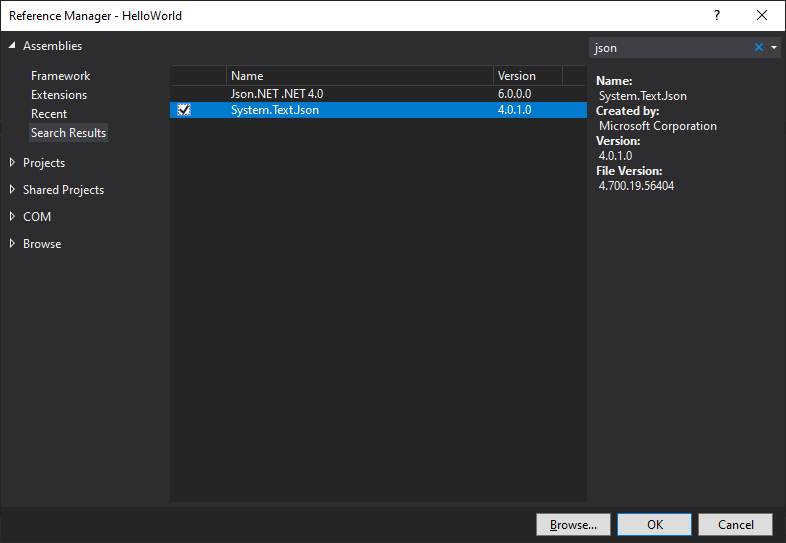 Reference Manager - HelloWorld
?
Assemblies
Framework
Extensions
Recent
Search Results
Projects
Shared Projects
COM
Browse
Name Version
Json.NET .NET 4.0 6.0.0.0
System.Text.Json 4.0.1.0
json
Name:
System.Text.Json
Created by:
Microsoft Corporation
Version:
4.0.1.0
File Version:
4.700.19.56404
Browse... OK Cancel